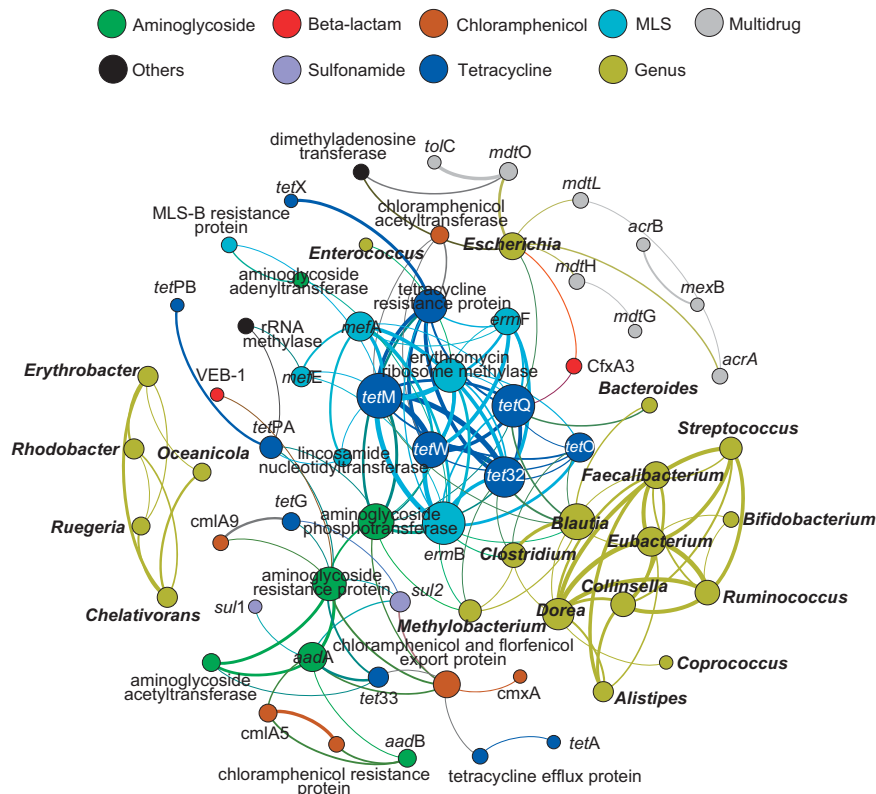 Aminoglycoside
Beta-lactam
Chloramphenicol
MLS
Multidrug
Others
Sulfonamide
Tetracycline
Genus
dimethyladenosine
transferase
tolC
mdtO
tetX
mdtL
chloramphenicol
acetyltransferase
MLS-B resistance
protein
Enterococcus
Escherichia
acrB
aminoglycoside
adenyltransferase
mdtH
tetracycline
resistance protein
mexB
tetPB
mefA
ermF
mdtG
rRNA
methylase
erythromycin
ribosome methylase
Erythrobacter
VEB-1
mefE
CfxA3
acrA
Bacteroides
tetM
tetQ
tetPA
Streptococcus
Rhodobacter
Oceanicola
lincosamide
nucleotidyltransferase
tetW
tetO
tet32
Faecalibacterium
tetG
Ruegeria
cmlA9
aminoglycoside
phosphotransferase
ermB
Blautia
Bifidobacterium
Clostridium
Eubacterium
aminoglycoside
resistance protein
Collinsella
Chelativorans
sul1
sul2
Methylobacterium
Dorea
Ruminococcus
chloramphenicol and florfenicol
export protein
aadA
Coprococcus
aminoglycoside
acetyltransferase
tet33
cmxA
Alistipes
cmlA5
aadB
tetA
chloramphenicol resistance
protein
tetracycline efflux protein